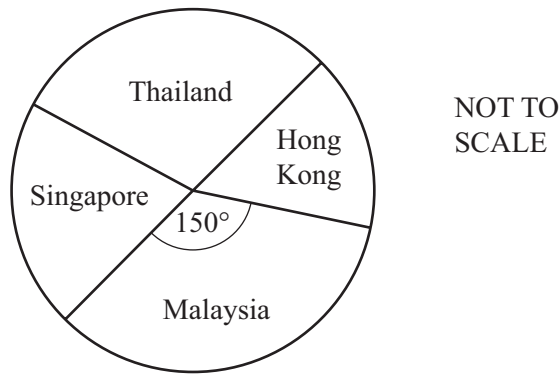 Thailand
Hong
Kong
Singapore
150°
Malaysia
NOT TO
SCALE